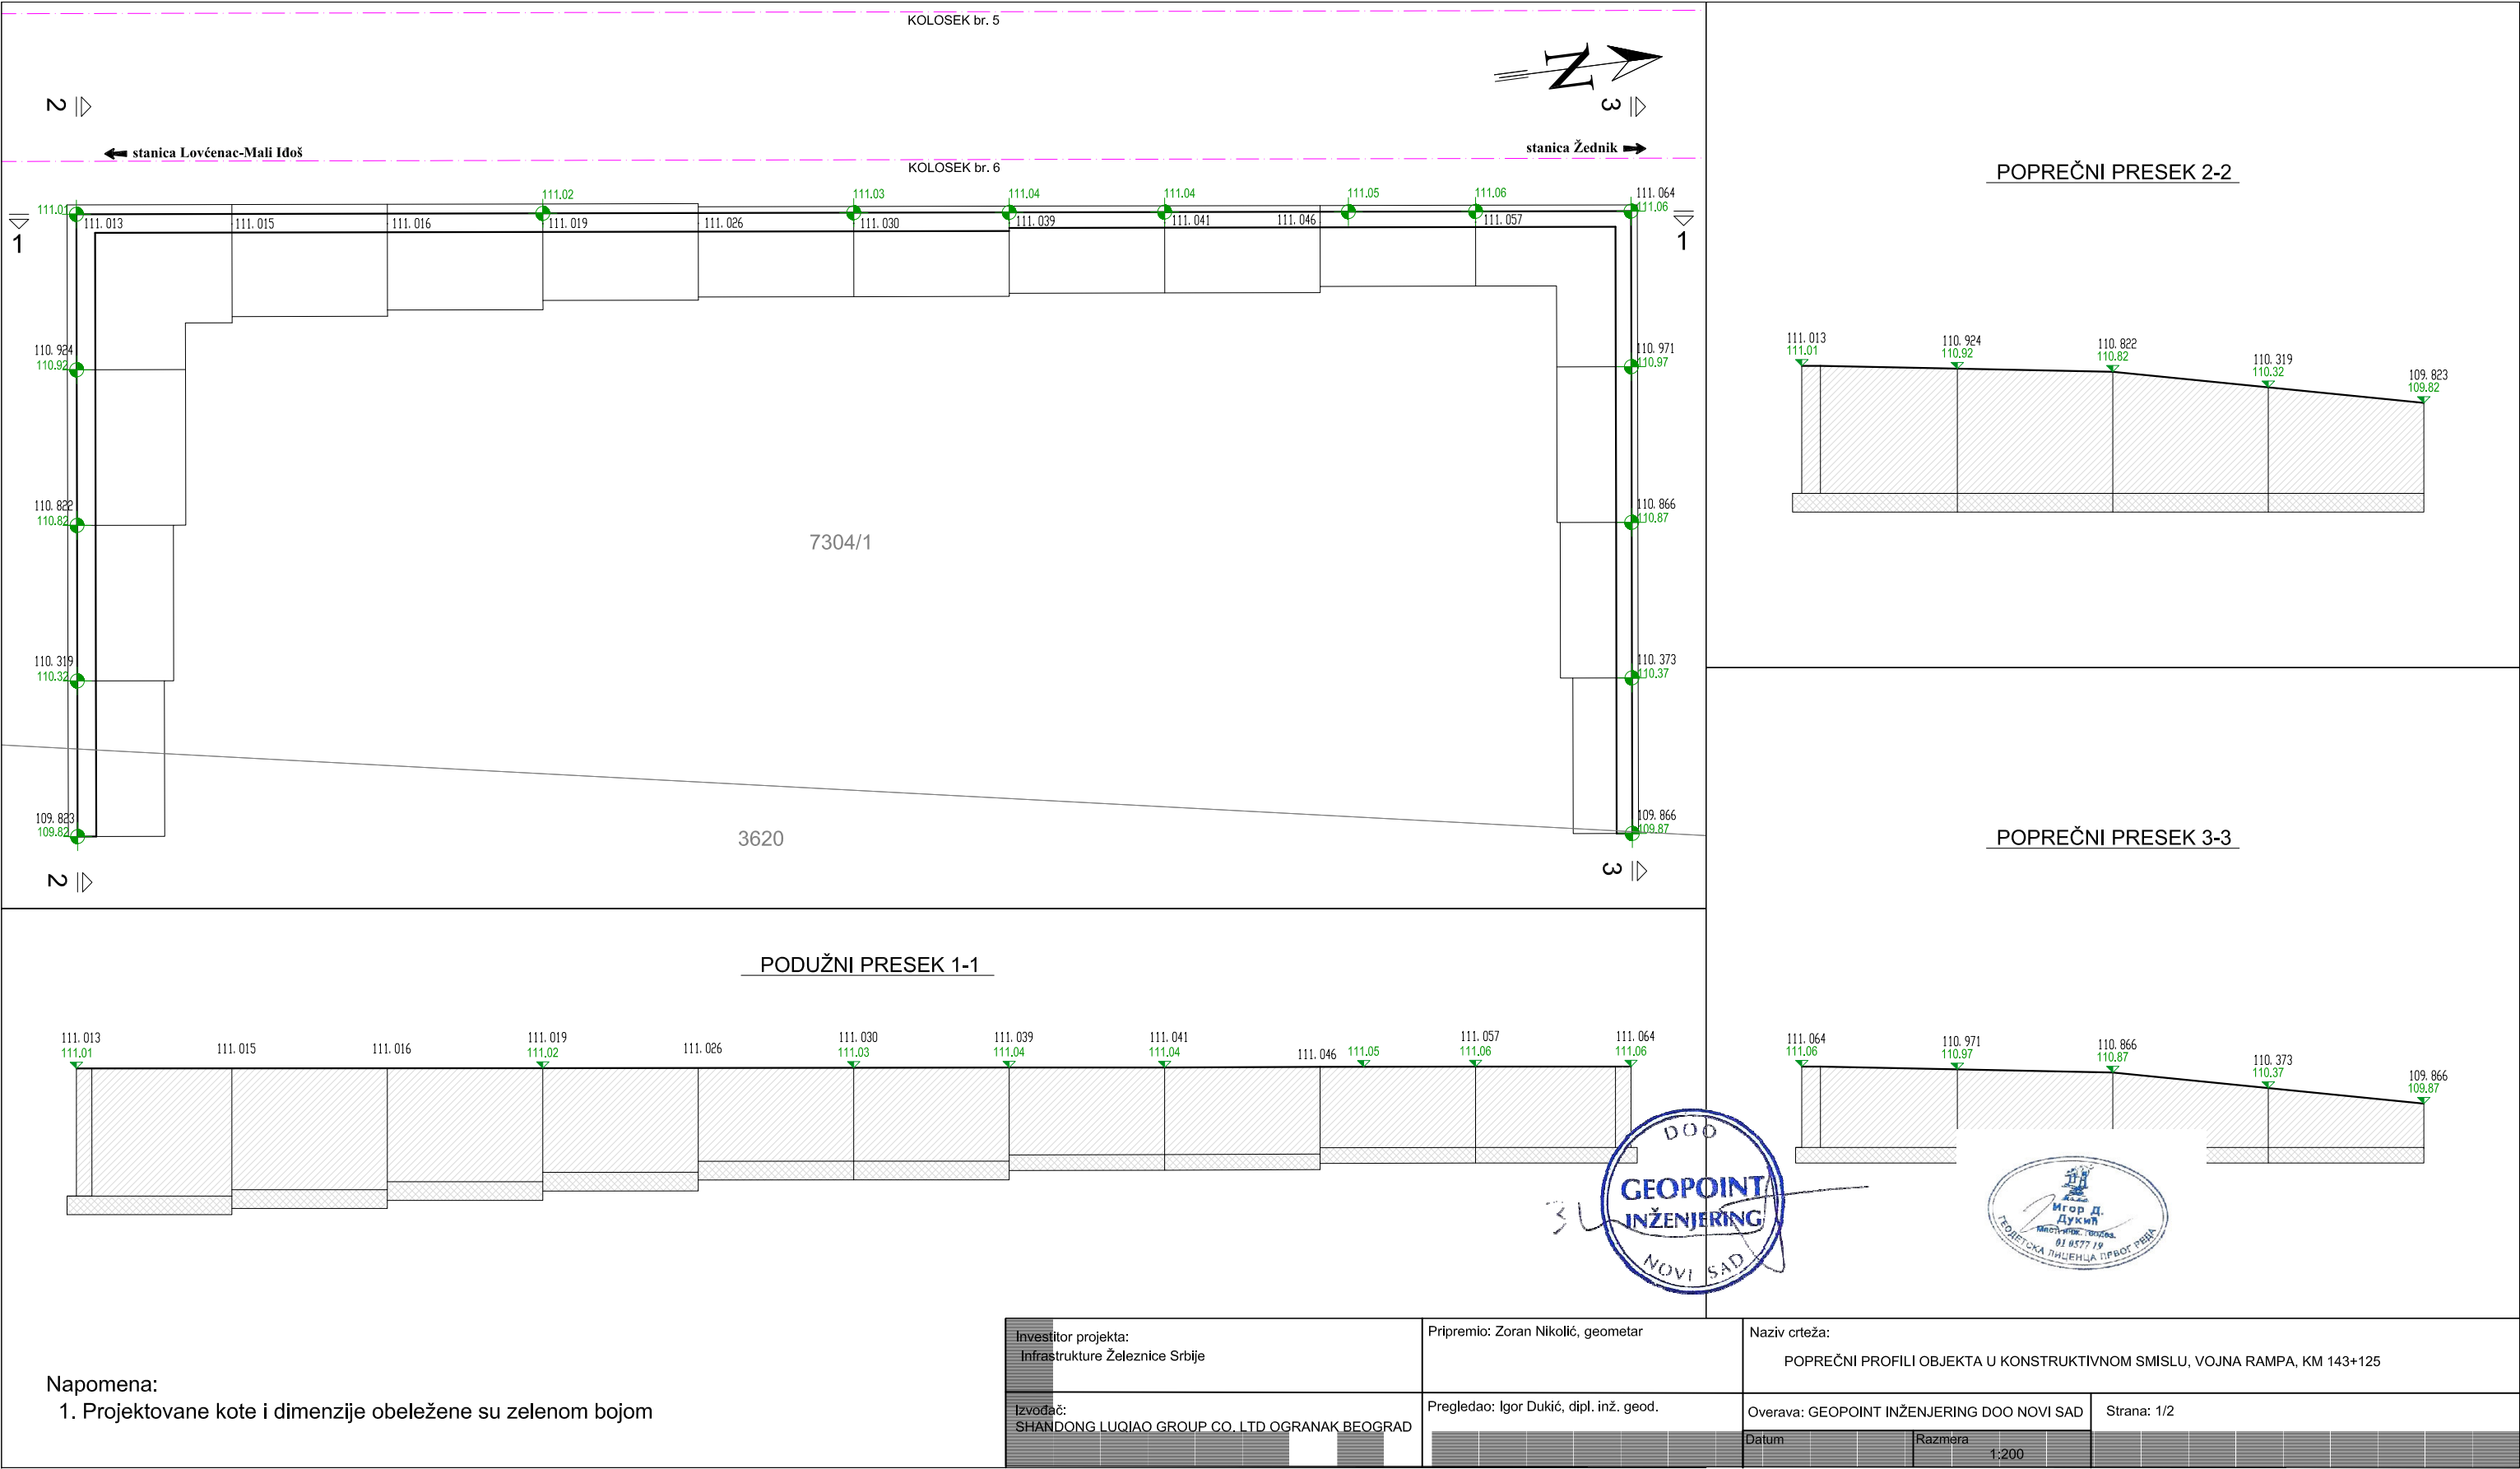 KOLOSEK br. 5
N
2
3
stanica Lovćenac-Mali Iđoš
stanica Žednik
KOLOSEK br. 6
111.02
111.03
111.04
111.04
111.05
111.06
111.064
111.01
111.06
111.013
111.015
111.016
111.019
111.026
111.030
111.039
111.041
111.046
111.057
1
1
110.924
110.92
110.971
110.97
110.822
110.82
110.866
110.87
7304/1
110.319
110.32
110.373
110.37
109.823
109.82
109.866
109.87
3620
2
3
POPREČNI PRESEK 2-2
111.013
111.01
110.924
110.92
110.822
110.82
110.319
110.32
109.823
109.82
PODUŽNI PRESEK 1-1
111.013
111.01
111.015
111.016
111.019
111.02
111.026
111.030
111.03
111.039
111.04
111.041
111.04
111.046
111.05
111.057
111.06
111.064
111.06
POPREČNI PRESEK 3-3
111.064
111.06
110.971
110.97
110.866
110.87
110.373
110.37
109.866
109.87
DOO
GEOPOINT
INŽENJERING
NOVI SAD
Игор Д.
Дукић
01 0577 19
ГЕОДЕТСКА ЛИЦЕНЦА ПРВОГ РЕДА
Napomena:
1. Projektovane kote i dimenzije obeležene su zelenom bojom
Investitor projekta:
Infrastrukture Železnice Srbije
Pripremio: Zoran Nikolić, geometar
Naziv crteža:
POPREČNI PROFILI OBJEKTA U KONSTRUKTIVNOM SMISLU, VOJNA RAMPA, KM 143+125
Izvođač:
SHANDONG LUQIAO GROUP CO. LTD OGRANAK BEOGRAD
Pregledao: Igor Dukić, dipl. inž. geod.
Overava: GEOPOINT INŽENJERING DOO NOVI SAD
Strana: 1/2
Datum
Razmera
1:200